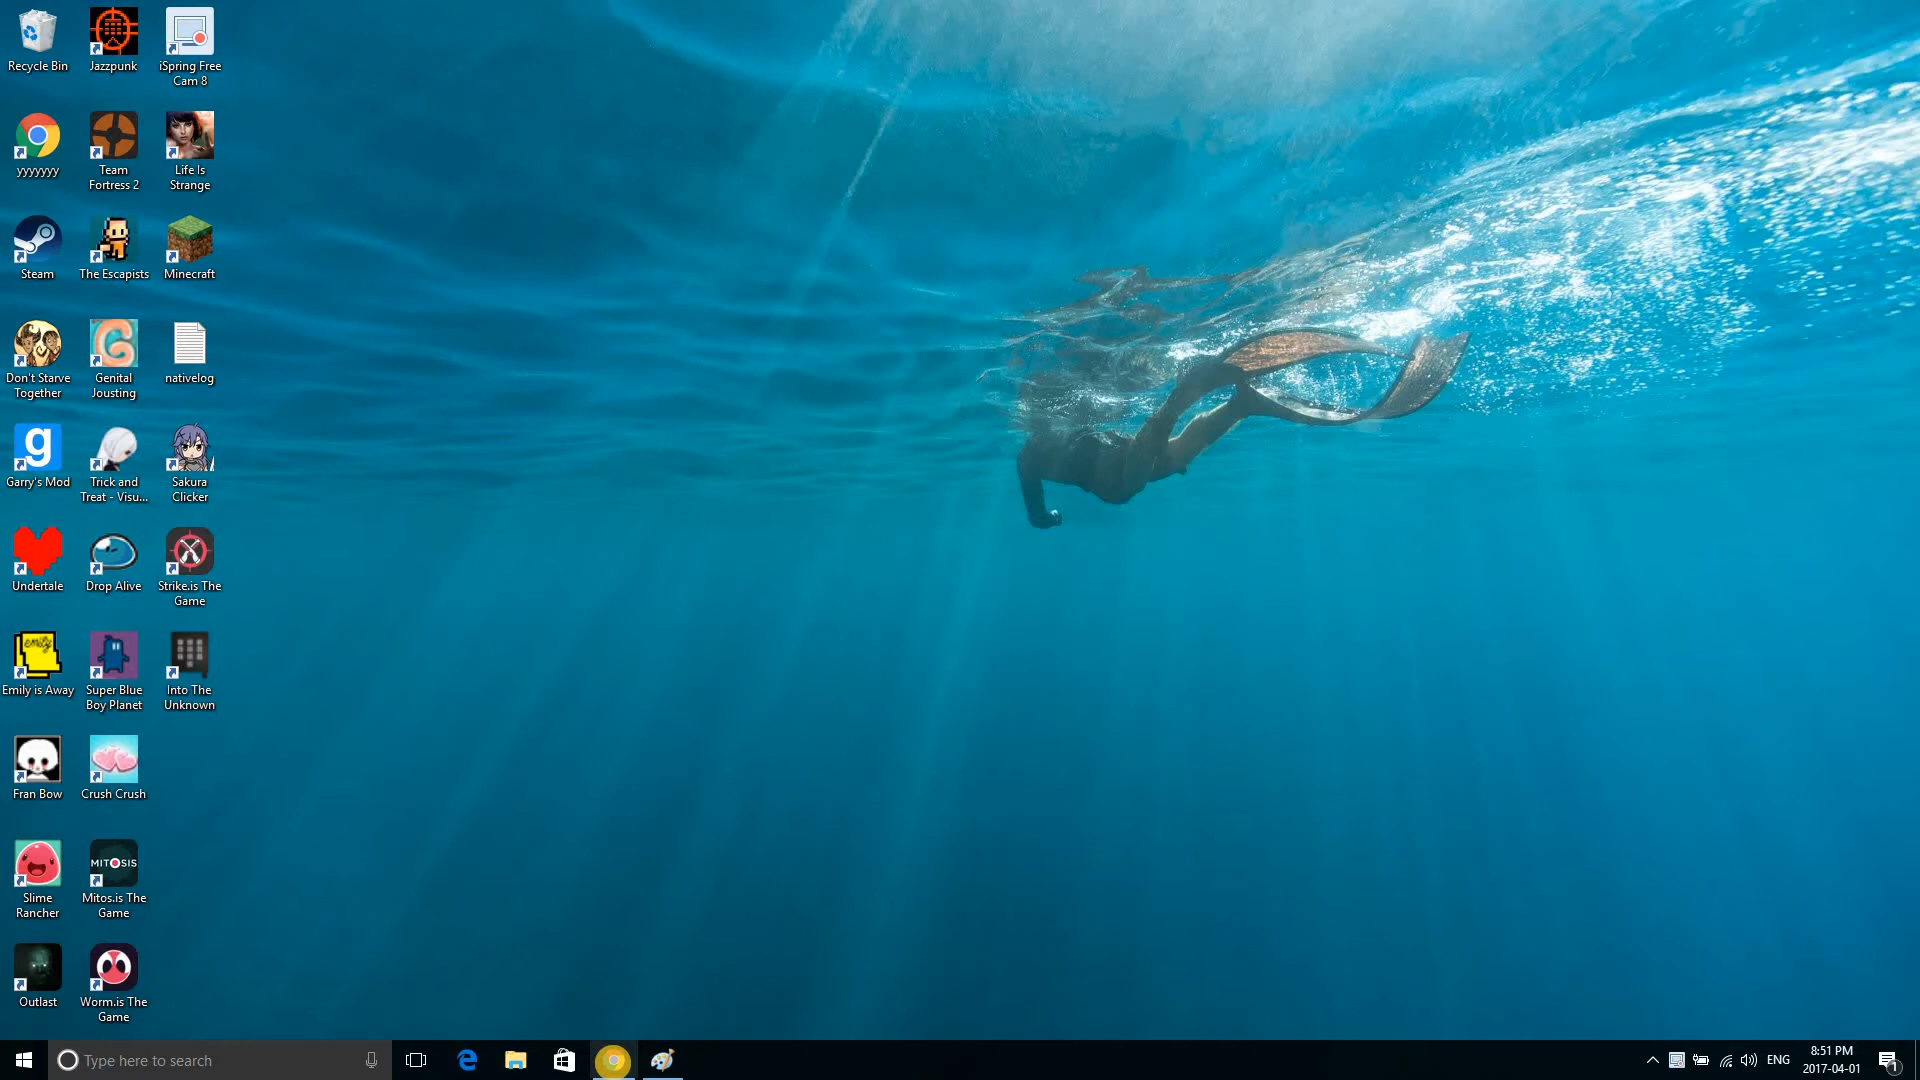 Recycle Bin
Jazzpunk
iSpring Free
Cam 8
yyyyyyy
Team
Fortress 2
Life Is
Strange
Steam
The Escapists
Minecraft
Don't Starve
Together
Genital
Jousting
nativelog
g
Garry's Mod
Trick and
Treat - Visu...
Sakura
Clicker
Undertale
Drop Alive
Strike.is The
Game
emily
Emily is Away
Super Blue
Boy Planet
Into The
Unknown
Fran Bow
Crush Crush
MITOSIS
Slime
Rancher
Mitos.is The
Game
Outlast
Worm.is The
Game
Type here to search
ENG
8:51 PM
2017-04-01
1